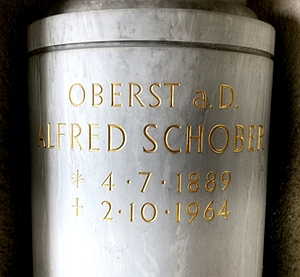 OBERST a.D.
ALFRED SCHOBER
* 4·7·1889
† 2·10·1964